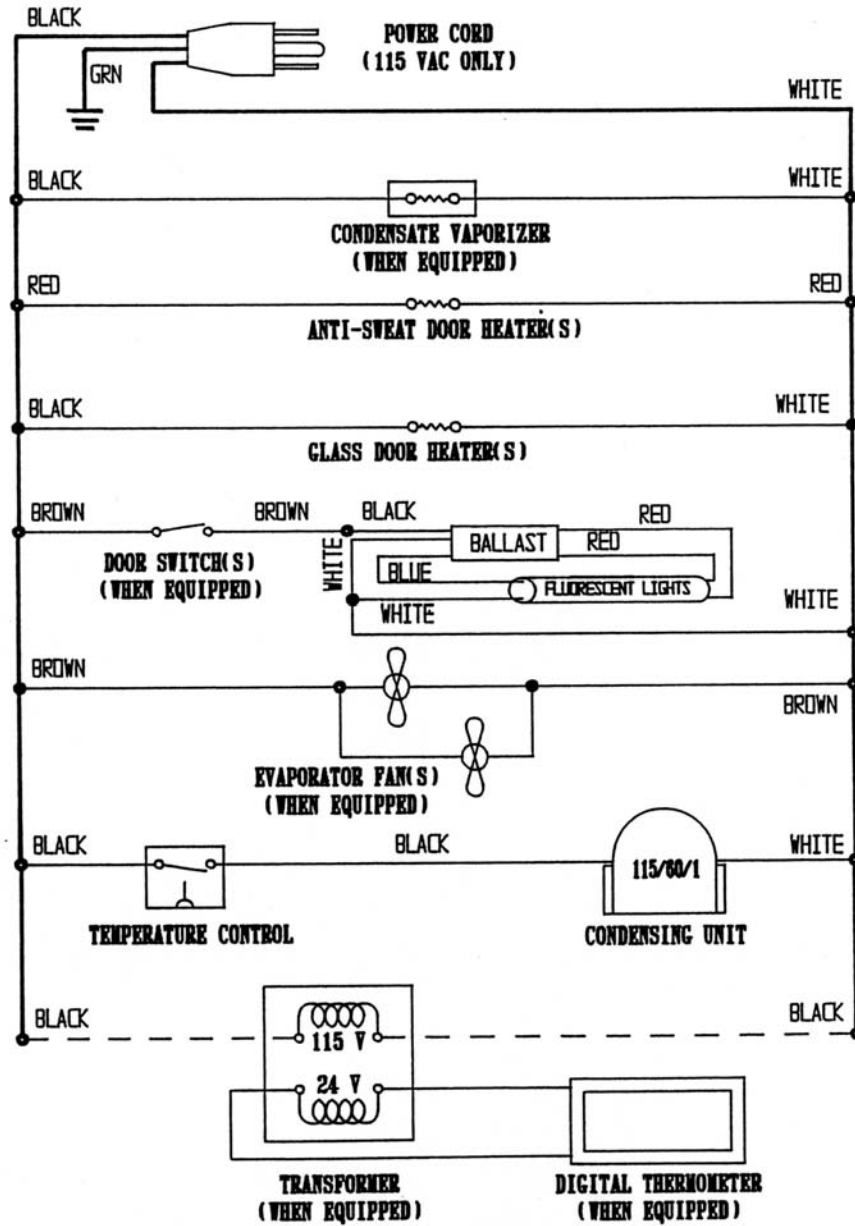 BLACK
POWER CORD
(115 VAC ONLY)
GRN
WHITE
BLACK
WHITE
CONDENSATE VAPORIZER
(WHEN EQUIPPED)
RED
RED
ANTI-SWEAT DOOR HEATER(S)
BLACK
WHITE
GLASS DOOR HEATER(S)
BROWN
BROWN
BLACK
RED
BALLAST
RED
DOOR SWITCH(S)
(WHEN EQUIPPED)
WHITE
BLUE
FLUORESCENT LIGHTS
WHITE
WHITE
BROWN
BROWN
EVAPORATOR FAN(S)
(WHEN EQUIPPED)
BLACK
BLACK
WHITE
115/60/1
TEMPERATURE CONTROL
CONDENSING UNIT
BLACK
BLACK
115 V
24 V
TRANSFORMER
(WHEN EQUIPPED)
DIGITAL THERMOMETER
(WHEN EQUIPPED)